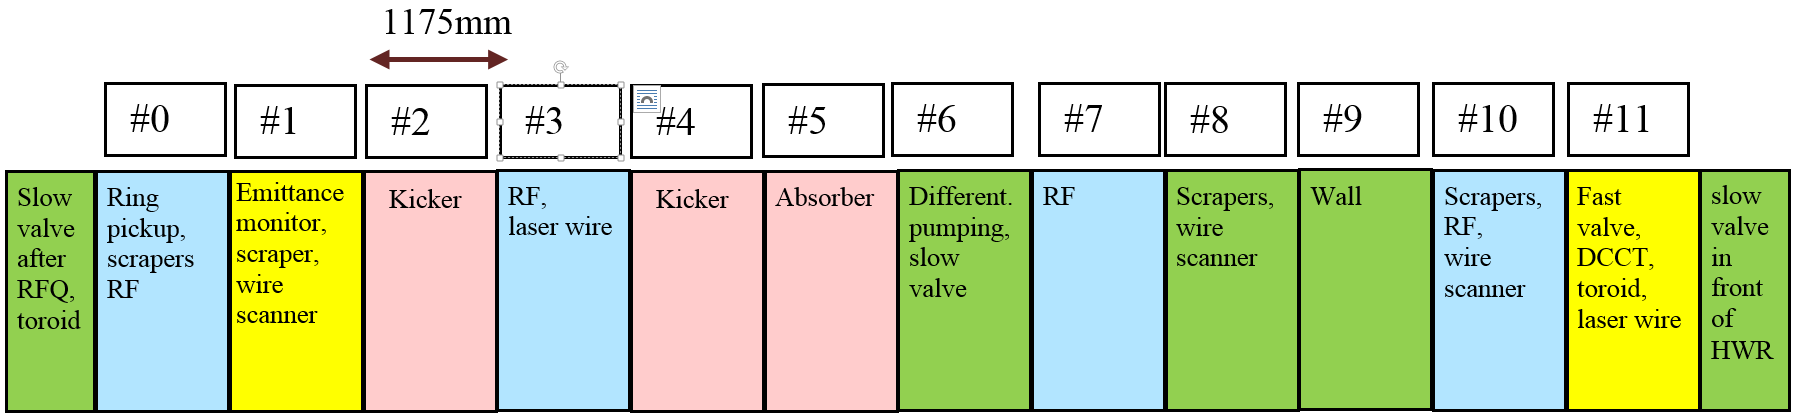 1175mm
#0
#1
#2
#3
#4
#5
#6
#7
#8
#9
#10
#11
Slow
valve
after
RFQ,
toroid
Ring
pickup,
scrapers
RF
Emittance
monitor,
scraper,
wire
scanner
Kicker
RF,
laser wire
Kicker
Absorber
Different.
pumping,
slow
valve
RF
Scrapers,
wire
scanner
Wall
Scrapers,
RF,
wire
scanner
Fast
valve,
DCCT,
toroid,
laser wire
slow
valve
in
front
of
HWR